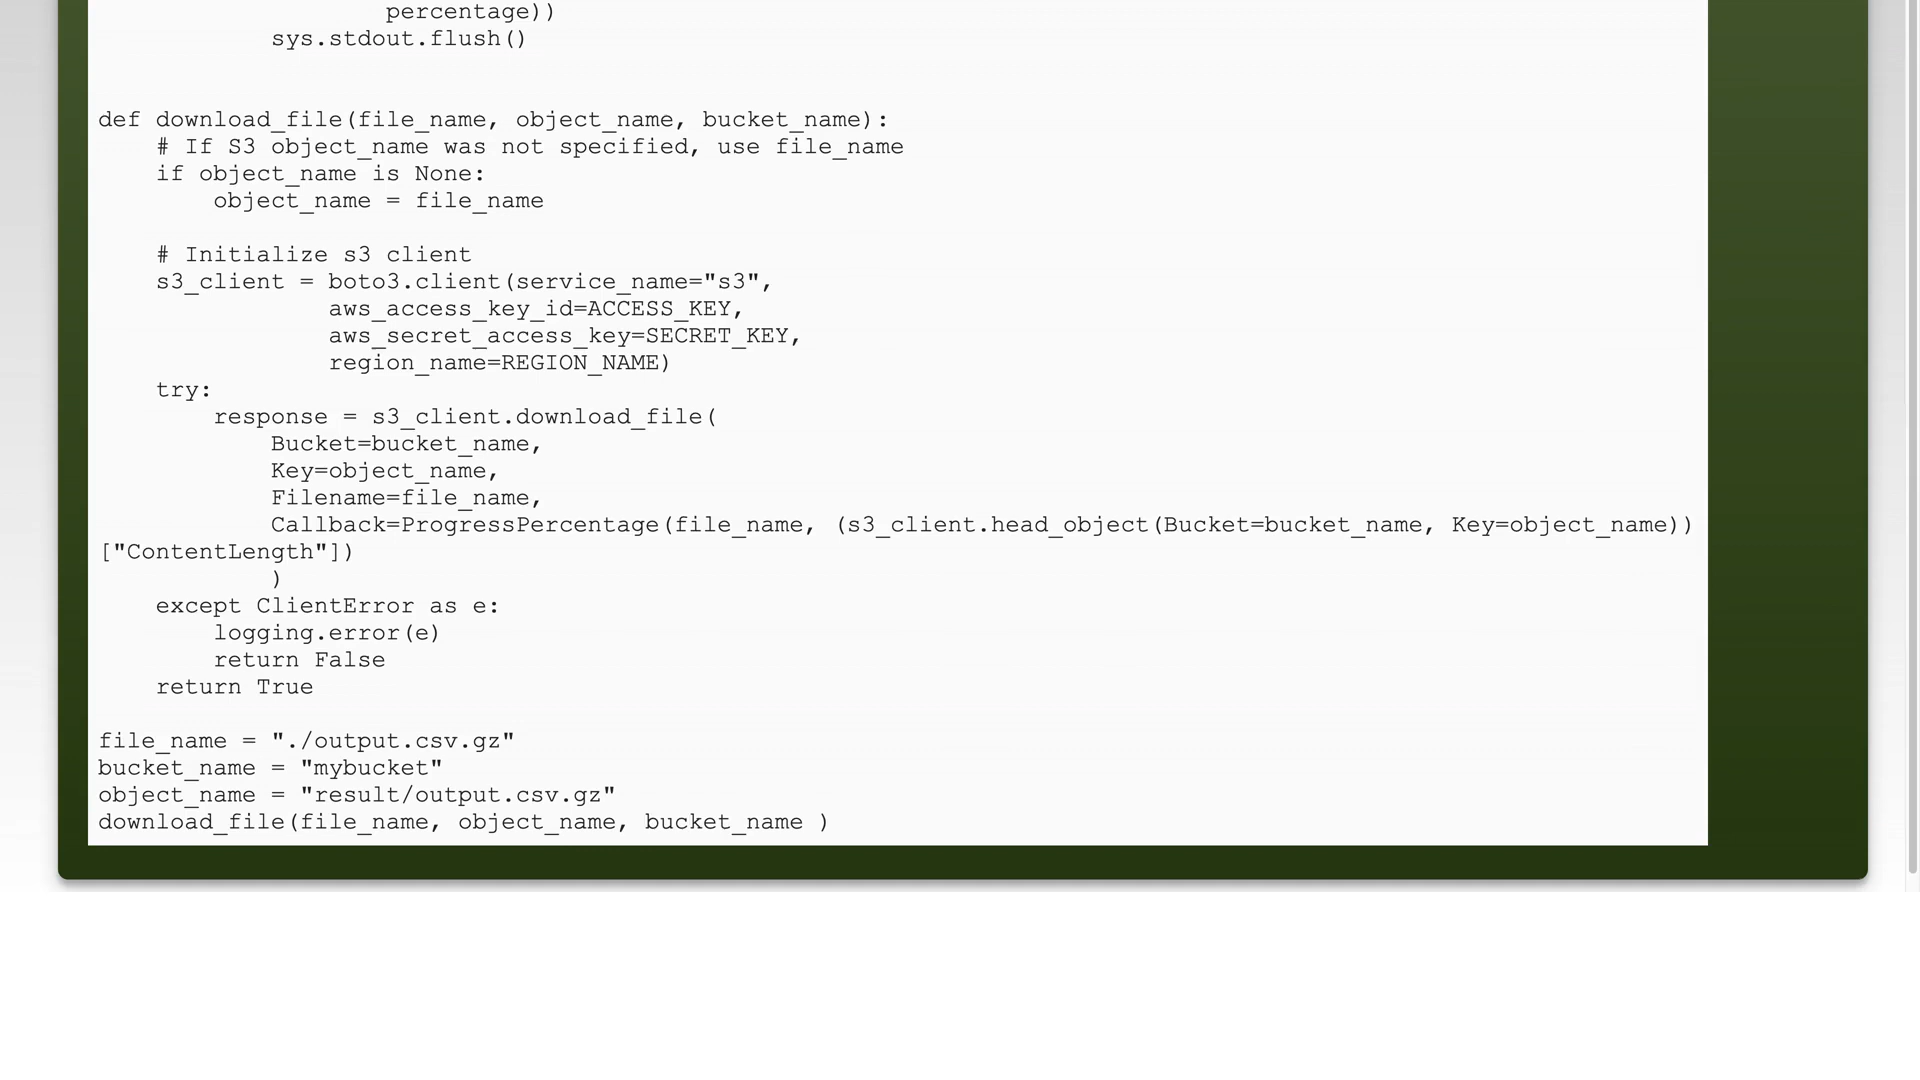 percentage))
            sys.stdout.flush()


def download_file(file_name, object_name, bucket_name):
    # If S3 object_name was not specified, use file_name
    if object_name is None:
        object_name = file_name

    # Initialize s3 client
    s3_client = boto3.client(service_name="s3",
                aws_access_key_id=ACCESS_KEY,
                aws_secret_access_key=SECRET_KEY,
                region_name=REGION_NAME)
    try:
        response = s3_client.download_file(
            Bucket=bucket_name,
            Key=object_name,
            Filename=file_name,
            Callback=ProgressPercentage(file_name, (s3_client.head_object(Bucket=bucket_name, Key=object_name))
["ContentLength"])
            )
    except ClientError as e:
        logging.error(e)
        return False
    return True

file_name = "./output.csv.gz"
bucket_name = "mybucket"
object_name = "result/output.csv.gz"
download_file(file_name, object_name, bucket_name )